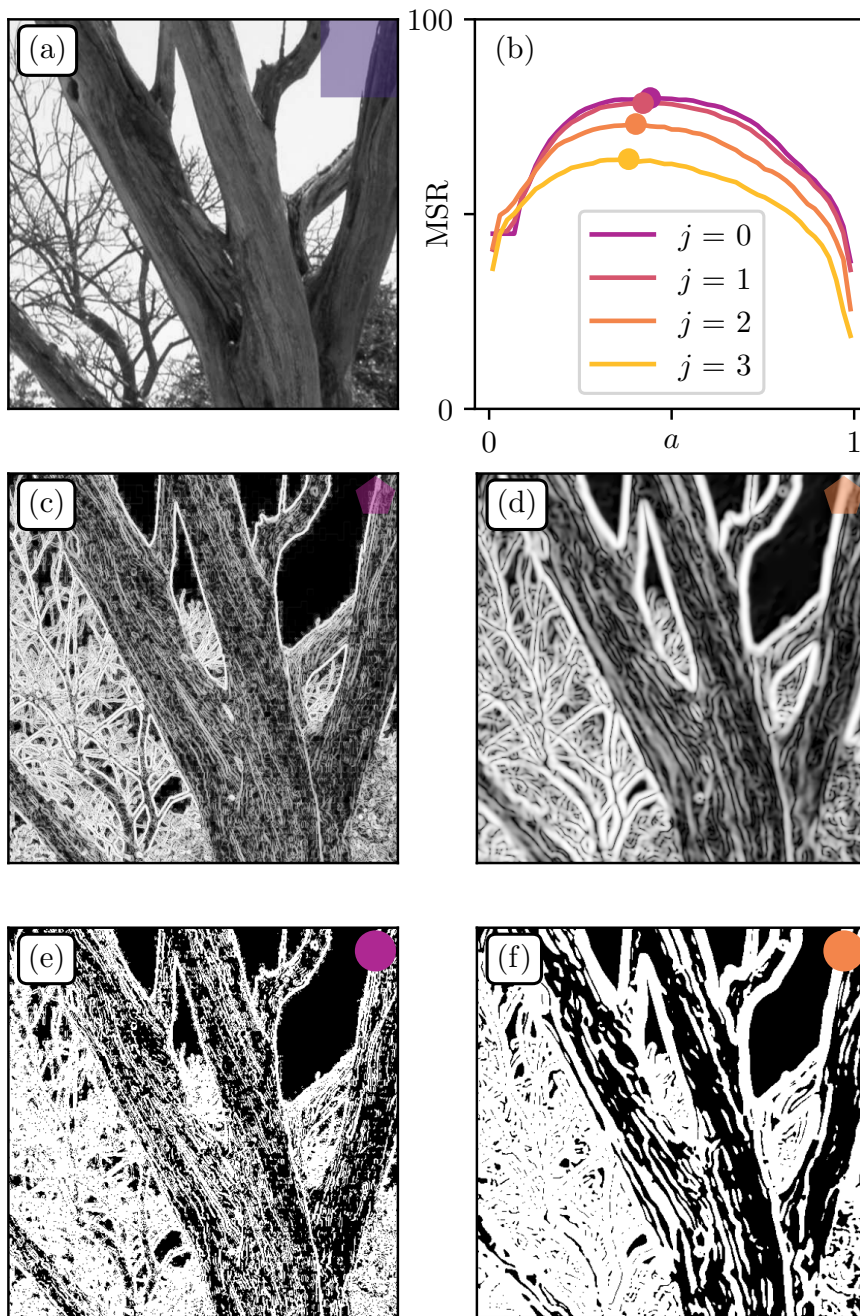 (a)
100
(b)
MSR
j = 0
j = 1
j = 2
j = 3
0
0
a
1
(c)
(d)
(e)
(f)